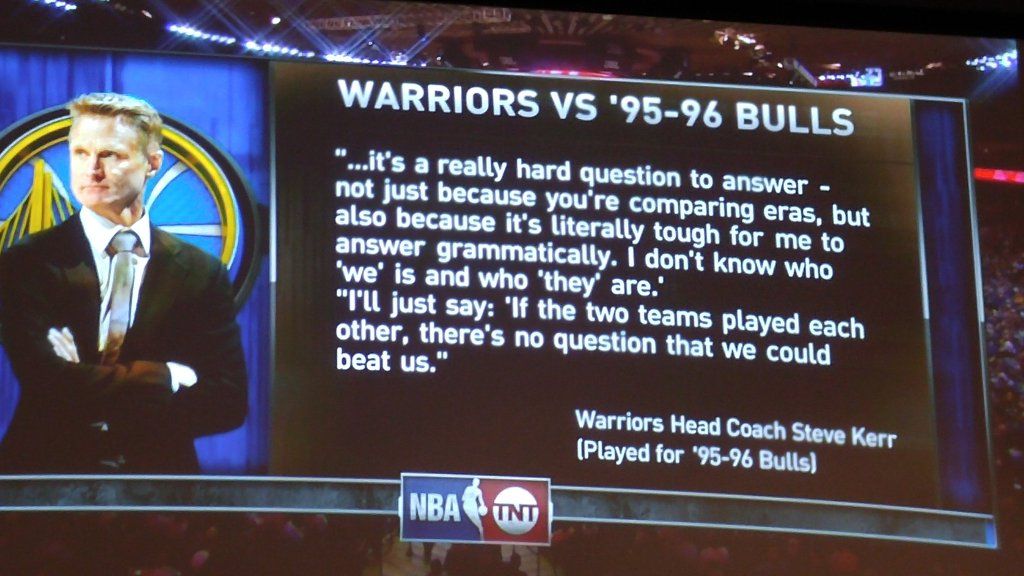 WARRIORS VS '95-96 BULLS
"...it's a really hard question to answer -
not just because you're comparing eras, but
also because it's literally tough for me to
answer grammatically. I don't know who
'we' is and who 'they' are.'
"I'll just say: 'If the two teams played each
other, there's no question that we could
beat us."
Warriors Head Coach Steve Kerr
(Played for '95-96 Bulls)
NBA TNT